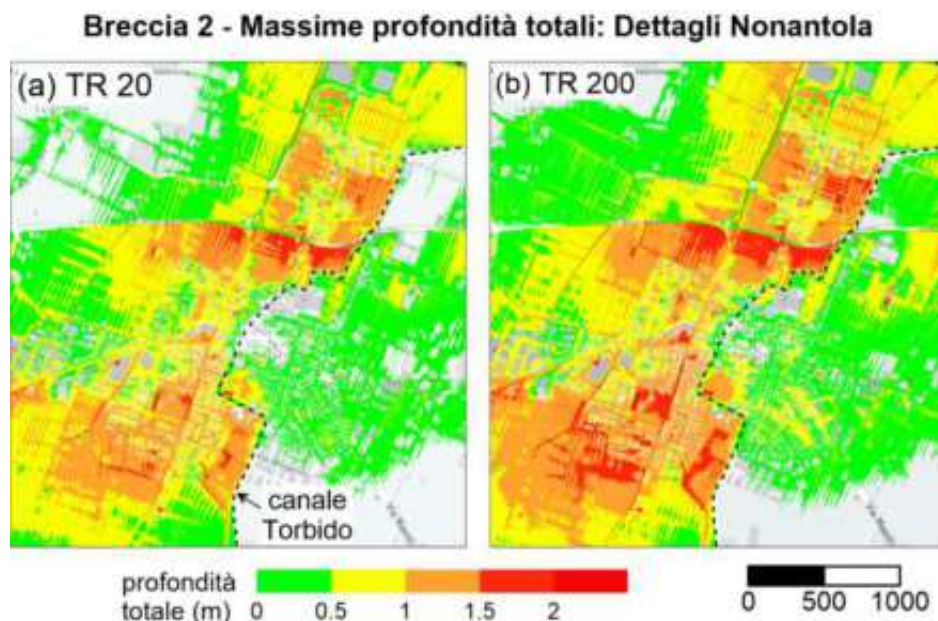 Breccia 2 - Massime profondità totali: Dettagli Nonantola
(a) TR 20
(b) TR 200
canale
Torbido
profondità
totale (m)
0 0.5 1 1.5 2
0 500 1000